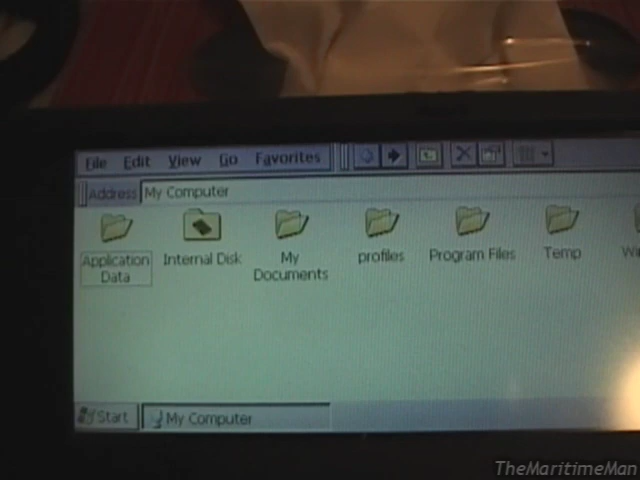 File Edit View Go Favorites
Address My Computer
Application Data
Internal Disk
My Documents
profiles
Program Files
Temp
Start
My Computer
TheMaritimeMan